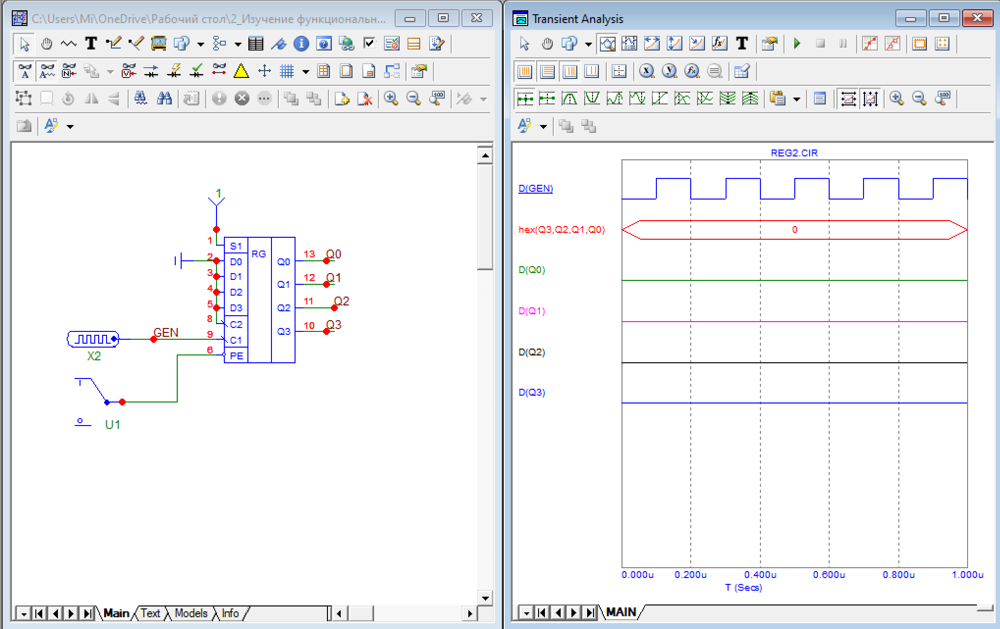 C:\Users\Mi\OneDrive\Рабочий стол\2_Изучение функциональн...
1
1
S1
RG
2
D0
Q0
13
Q0
3
D1
Q1
12
Q1
4
D2
5
D3
Q2
11
Q2
8
C2
Q3
10
Q3
GEN
9
C1
X2
6
PE
U1
Main
Text
Models
Info
Transient Analysis
REG2.CIR
D(GEN)
hex(Q3,Q2,Q1,Q0)
0
D(Q0)
D(Q1)
D(Q2)
D(Q3)
0.000u 0.200u 0.400u 0.600u 0.800u 1.000u
T (Secs)
MAIN